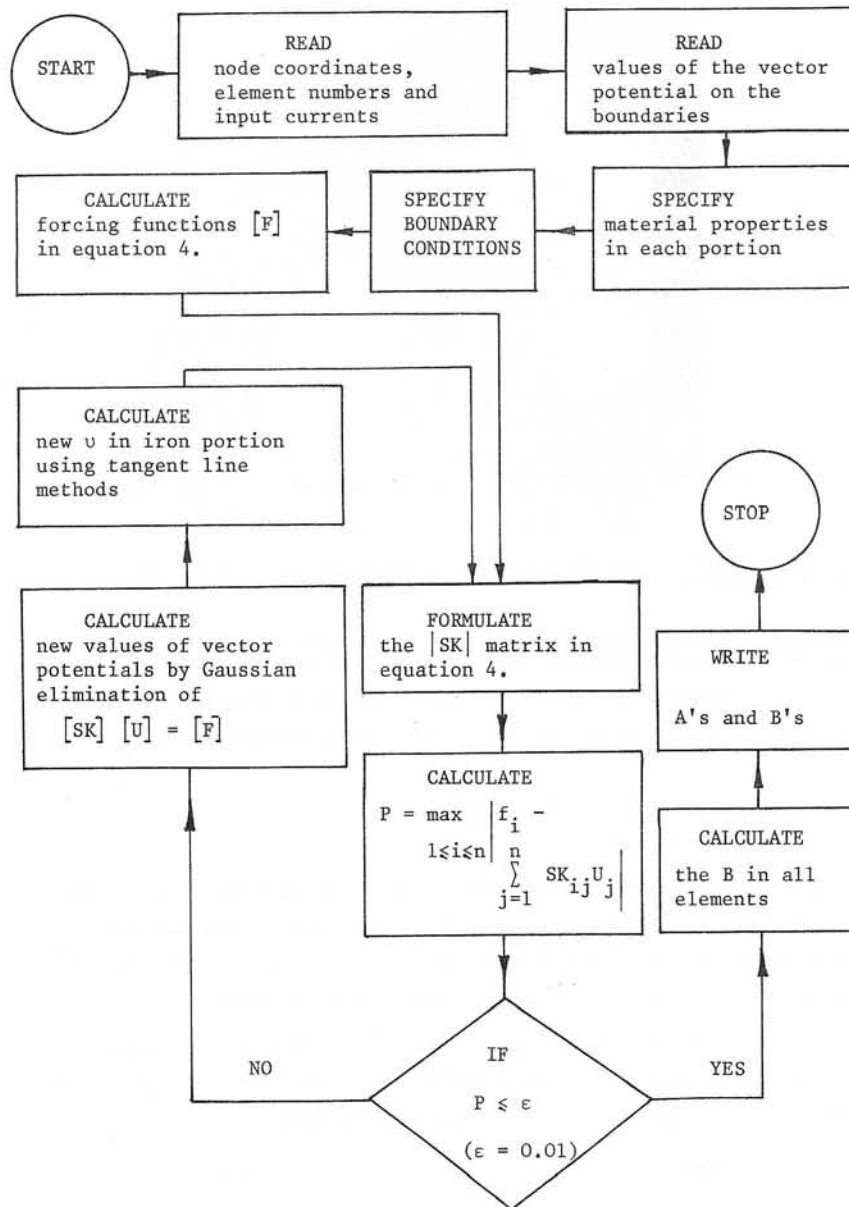 START
READ
node coordinates,
element numbers and
input currents
READ
values of the vector
potential on the
boundaries
SPECIFY
material properties
in each portion
SPECIFY
BOUNDARY
CONDITIONS
CALCULATE
forcing functions [F]
in equation 4.
CALCULATE
new υ in iron portion
using tangent line
methods
CALCULATE
new values of vector
potentials by Gaussian
elimination of
[SK] [U] = [F]
FORMULATE
the |SK| matrix in
equation 4.
CALCULATE
P = max | f_i −
1⩽i⩽n
n
∑ SK_ij U_j |
j=1
IF
P ⩽ ε
(ε = 0.01)
NO
YES
CALCULATE
the B in all
elements
WRITE
A's and B's
STOP